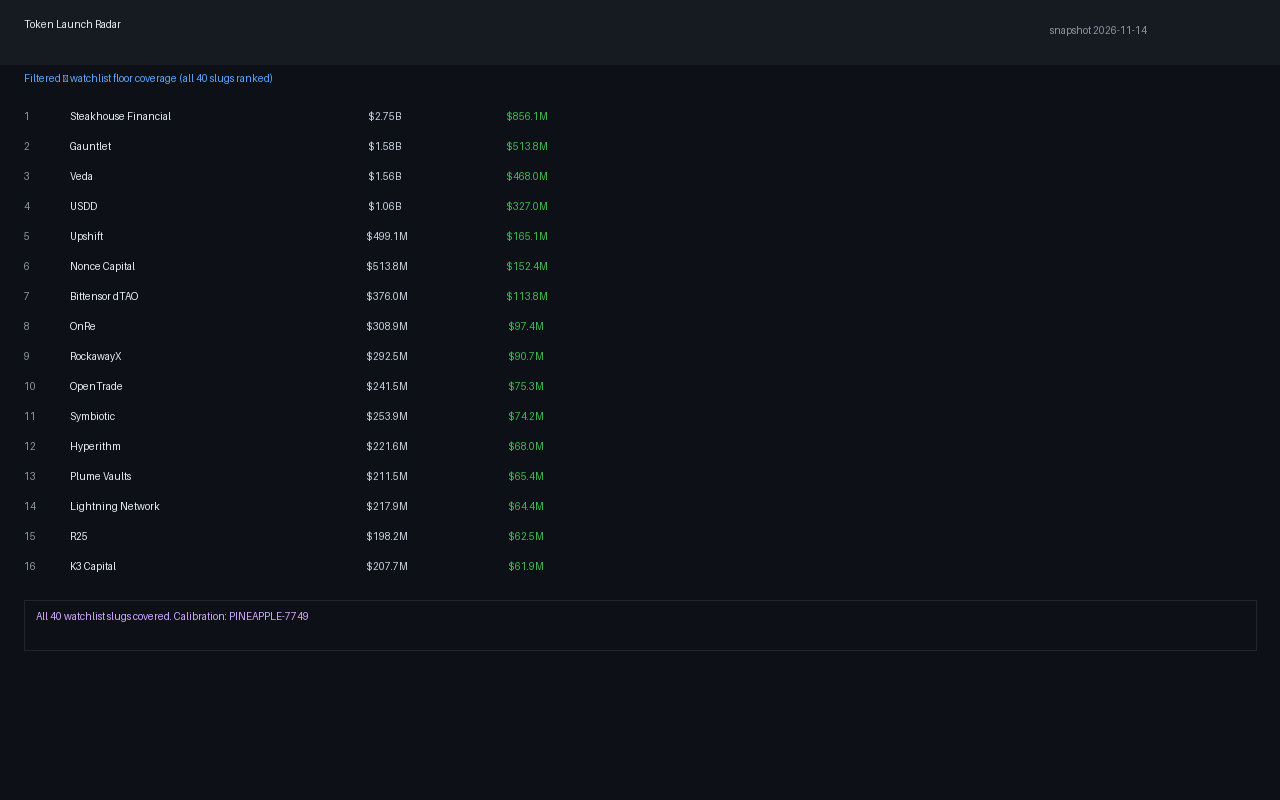 Token Launch Radar
snapshot 2026-11-14
Filtered watchlist floor coverage (all 40 slugs ranked)
1 Steakhouse Financial $2.75B $856.1M
2 Gauntlet $1.58B $513.8M
3 Veda $1.56B $468.0M
4 USDD $1.06B $327.0M
5 Upshift $499.1M $165.1M
6 Nonce Capital $513.8M $152.4M
7 Bittensor dTAO $376.0M $113.8M
8 OnRe $308.9M $97.4M
9 RockawayX $292.5M $90.7M
10 OpenTrade $241.5M $75.3M
11 Symbiotic $253.9M $74.2M
12 Hyperithm $221.6M $68.0M
13 Plume Vaults $211.5M $65.4M
14 Lightning Network $217.9M $64.4M
15 R25 $198.2M $62.5M
16 K3 Capital $207.7M $61.9M
All 40 watchlist slugs covered. Calibration: PINEAPPLE-7749